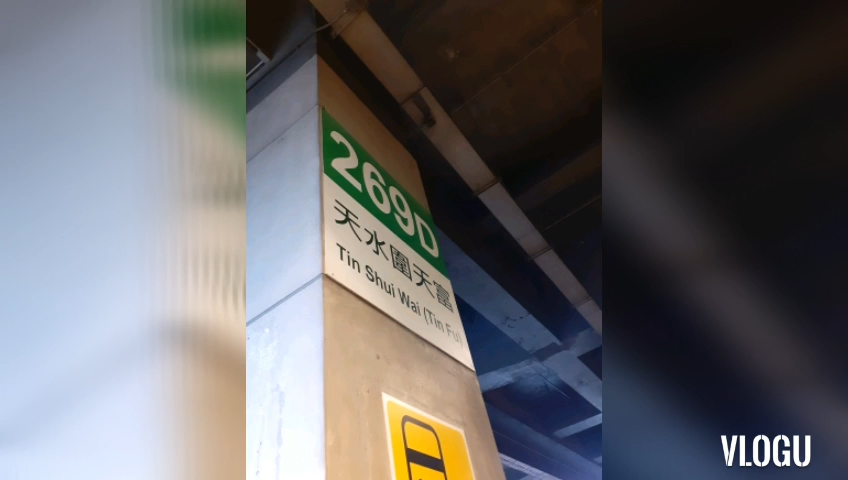 269D
天水圍天富
Tin Shui Wai (Tin Fu)
VLOGU